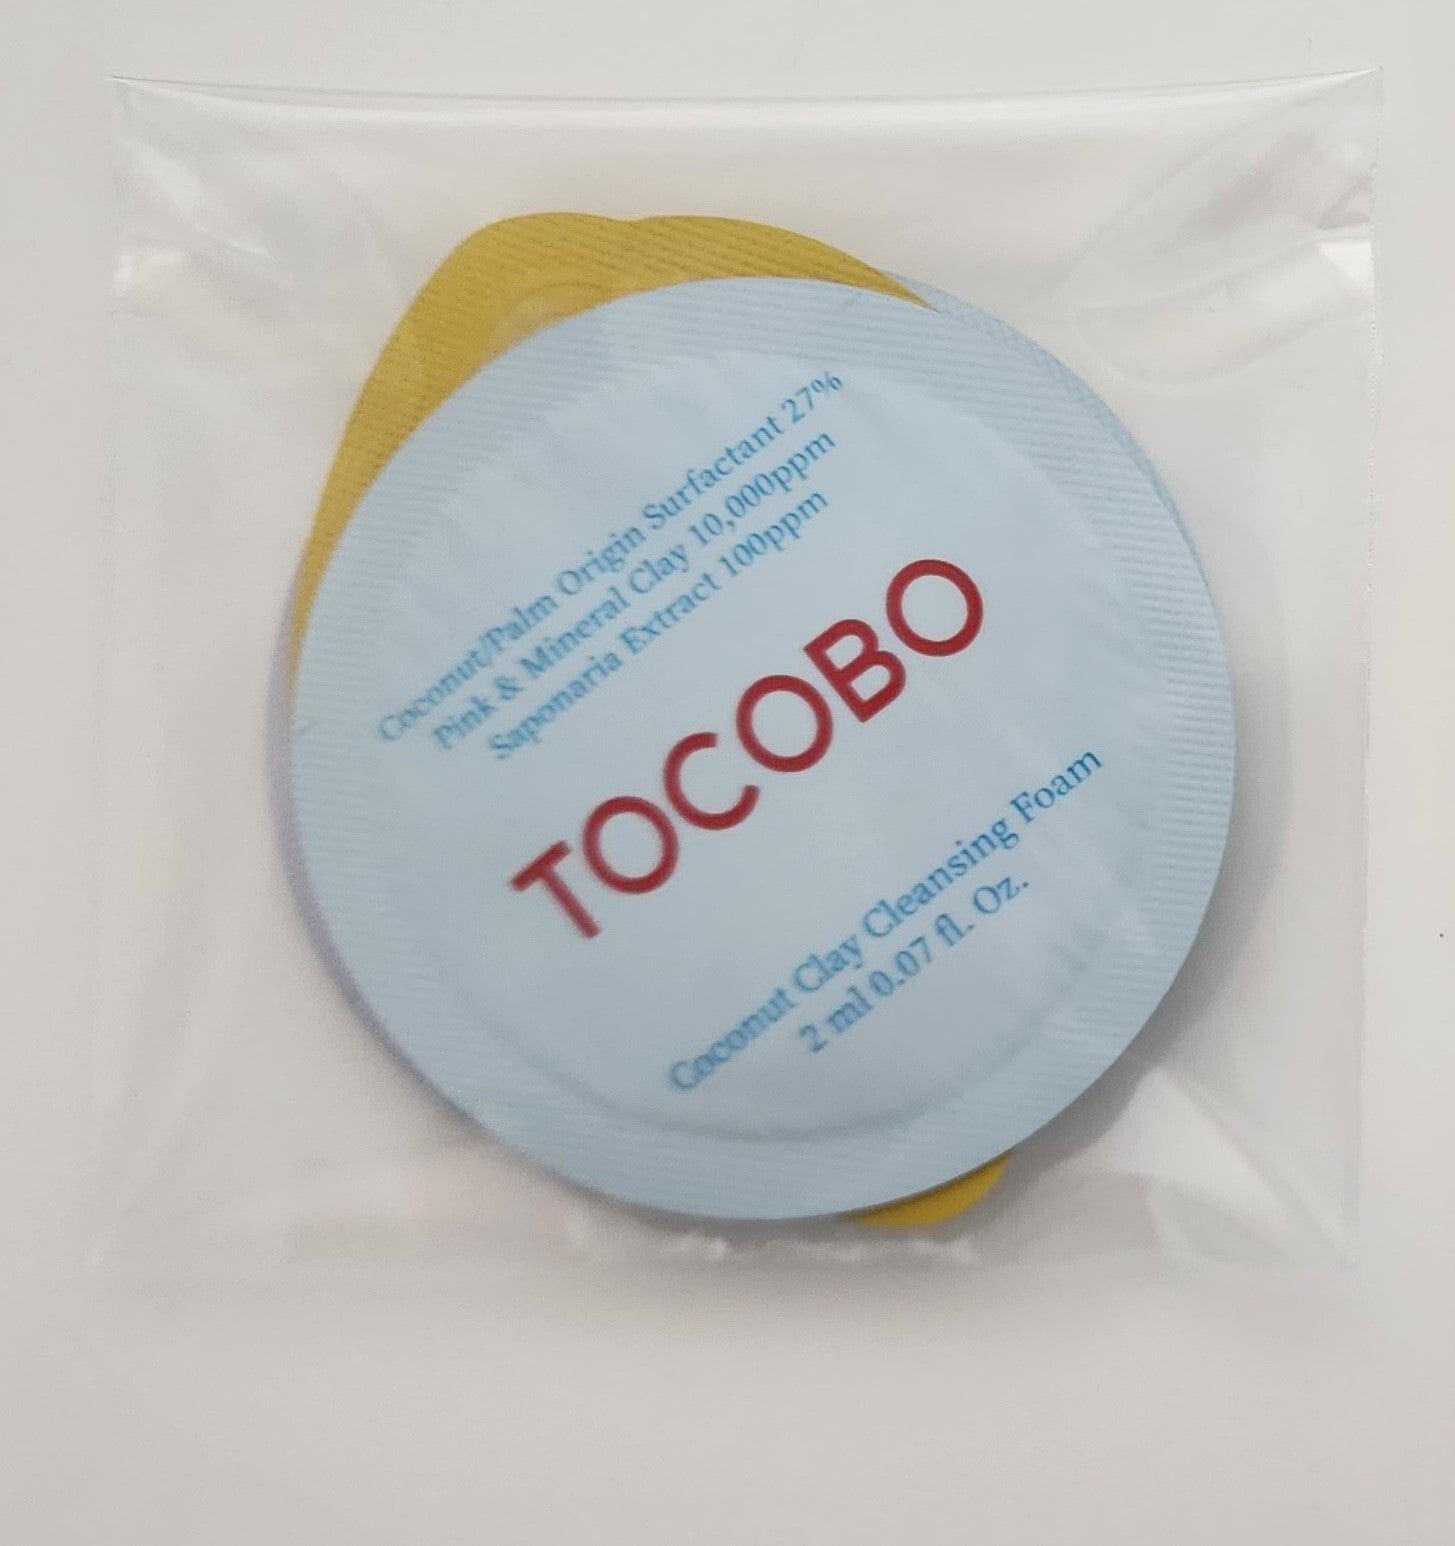 Coconut/Palm Origin Surfactant 27%
Pink & Mineral Clay 10,000ppm
Saponaria Extract 100ppm
TOCOBO
Coconut Clay Cleansing Foam
2 ml 0.07 fl. Oz.